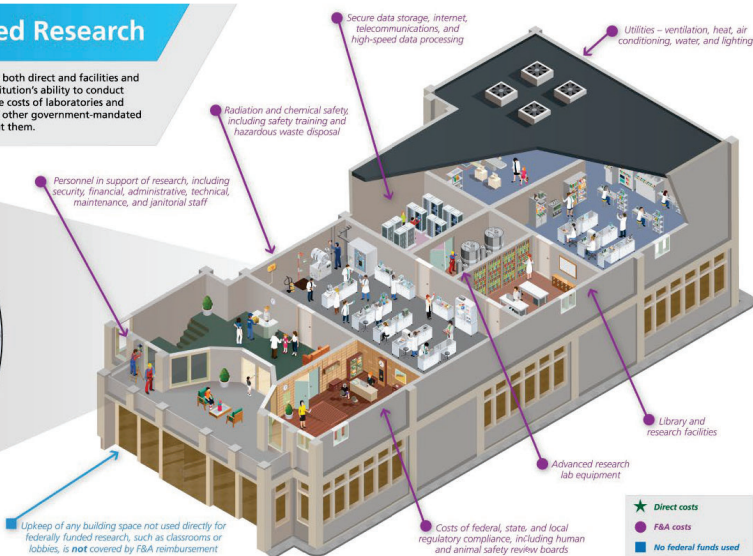 ed Research
both direct and facilities and
titution's ability to conduct
e costs of laboratories and
other government-mandated
t them.
Secure data storage, internet,
telecommunications, and
high-speed data processing
Utilities – ventilation, heat, air
conditioning, water, and lighting
Radiation and chemical safety,
including safety training and
hazardous waste disposal
Personnel in support of research, including
security, financial, administrative, technical,
maintenance, and janitorial staff
Library and
research facilities
Advanced research
lab equipment
Upkeep of any building space not used directly for
federally funded research, such as classrooms or
lobbies, is not covered by F&A reimbursement
Costs of federal, state, and local
regulatory compliance, including human
and animal safety review boards
Direct costs
F&A costs
No federal funds used